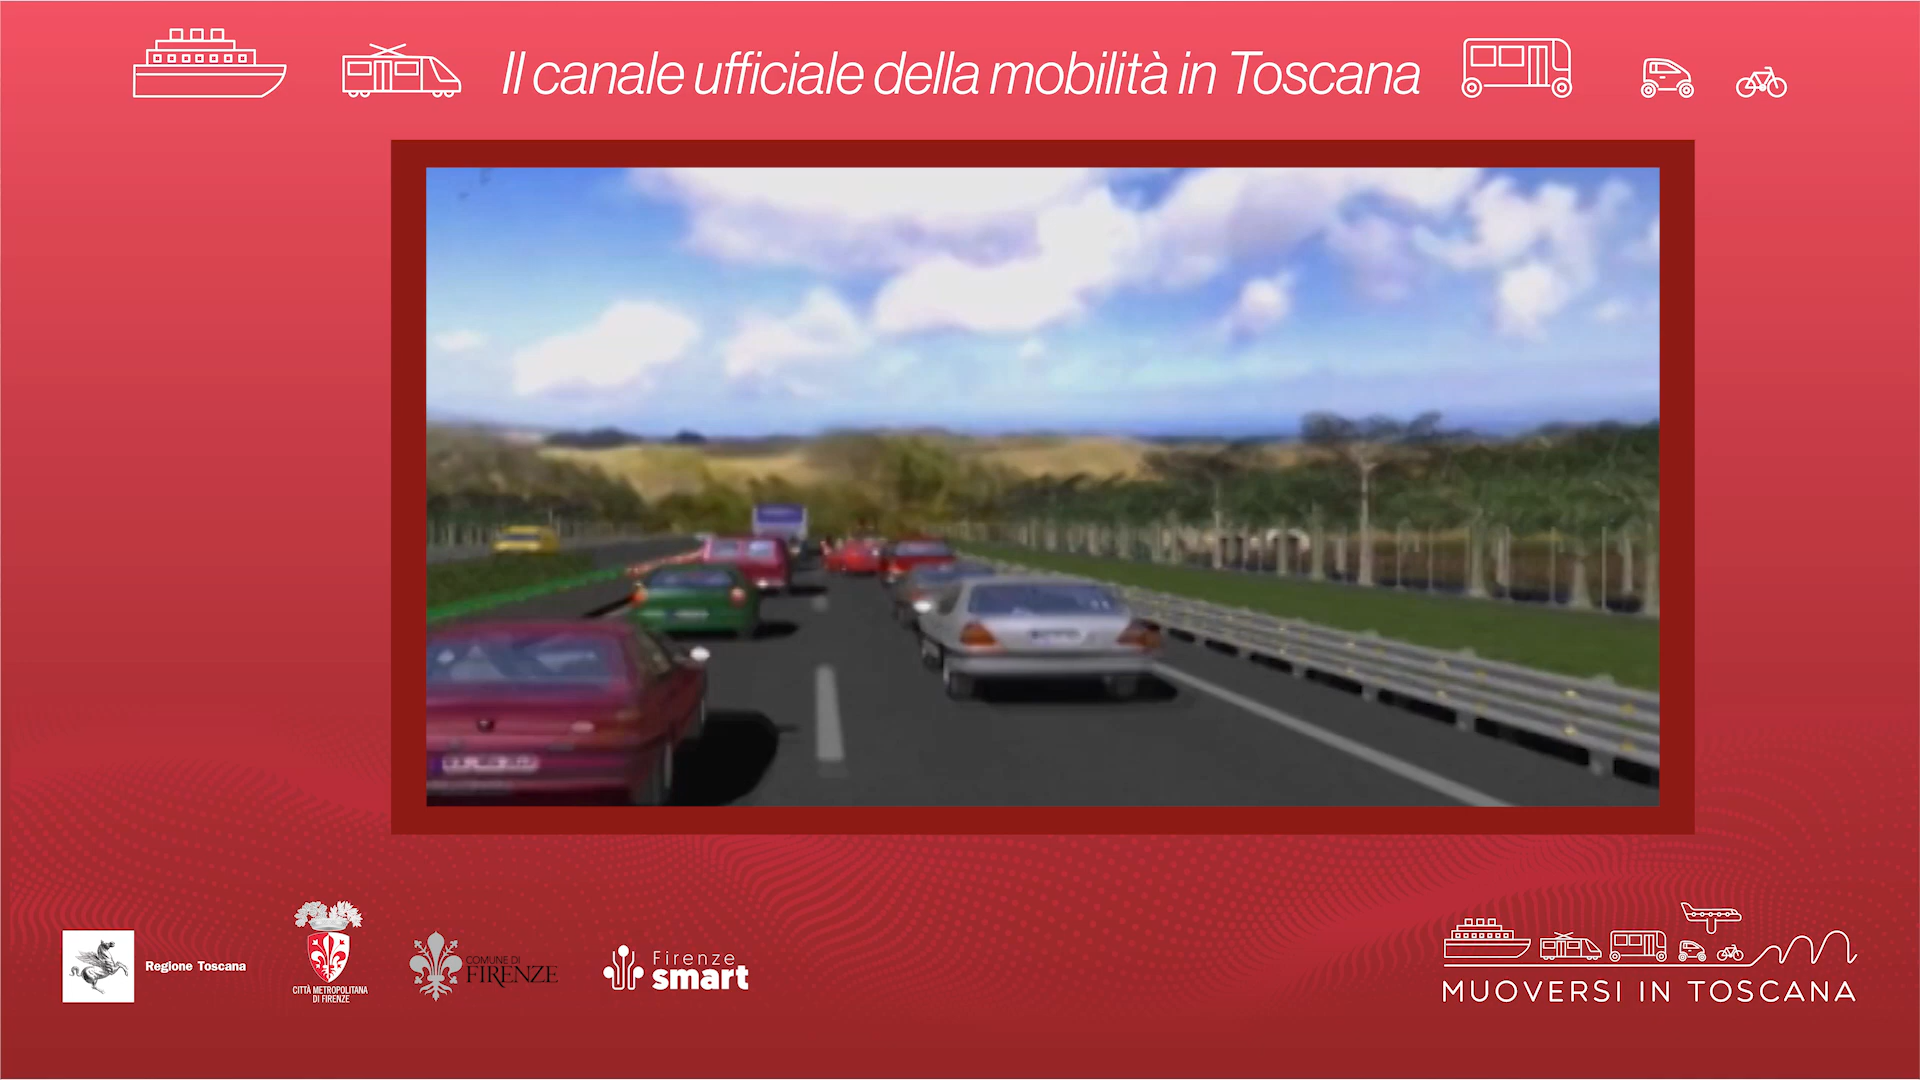 Il canale ufficiale della mobilità in Toscana
Regione Toscana
CITTÀ METROPOLITANA
DI FIRENZE
COMUNE DI
FIRENZE
Firenze
smart
MUOVERSI IN TOSCANA